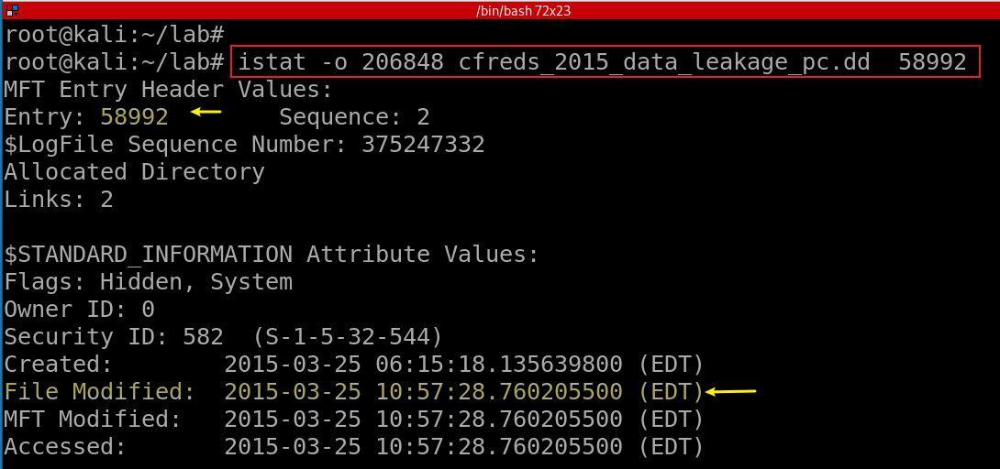 /bin/bash 72x23
root@kali:~/lab#
root@kali:~/lab# istat -o 206848 cfreds_2015_data_leakage_pc.dd  58992
MFT Entry Header Values:
Entry: 58992        Sequence: 2
$LogFile Sequence Number: 375247332
Allocated Directory
Links: 2
$STANDARD_INFORMATION Attribute Values:
Flags: Hidden, System
Owner ID: 0
Security ID: 582  (S-1-5-32-544)
Created:        2015-03-25 06:15:18.135639800 (EDT)
File Modified:  2015-03-25 10:57:28.760205500 (EDT)
MFT Modified:   2015-03-25 10:57:28.760205500 (EDT)
Accessed:       2015-03-25 10:57:28.760205500 (EDT)